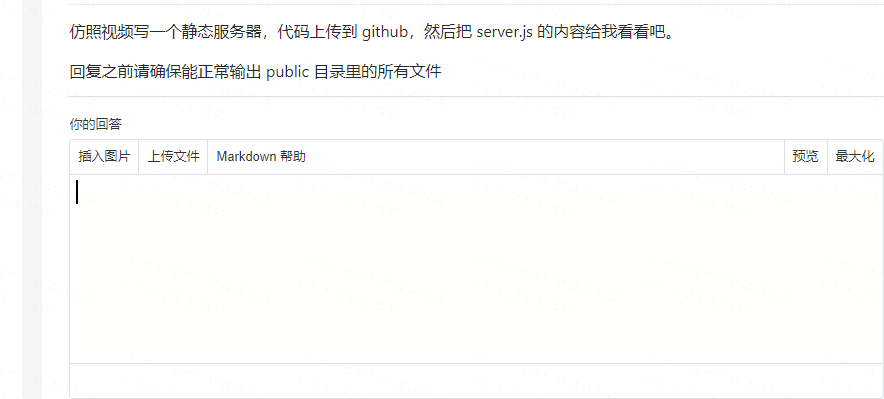 仿照视频写一个静态服务器，代码上传到 github，然后把 server.js 的内容给我看看吧。
回复之前请确保能正常输出 public 目录里的所有文件
你的回答
插入图片 上传文件 Markdown 帮助 预览 最大化